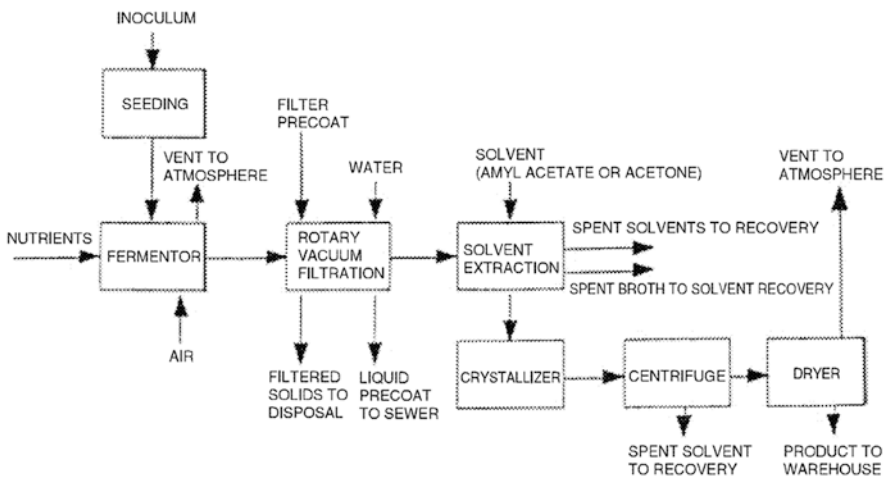 INOCULUM
SEEDING
FILTER
PRECOAT
VENT TO
ATMOSPHERE
WATER
SOLVENT
(AMYL ACETATE OR ACETONE)
VENT TO
ATMOSPHERE
NUTRIENTS
FERMENTOR
ROTARY
VACUUM
FILTRATION
SOLVENT
EXTRACTION
SPENT SOLVENTS TO RECOVERY
SPENT BROTH TO SOLVENT RECOVERY
AIR
FILTERED
SOLIDS TO
DISPOSAL
LIQUID
PRECOAT
TO SEWER
CRYSTALLIZER
CENTRIFUGE
DRYER
SPENT SOLVENT
TO RECOVERY
PRODUCT TO
WAREHOUSE